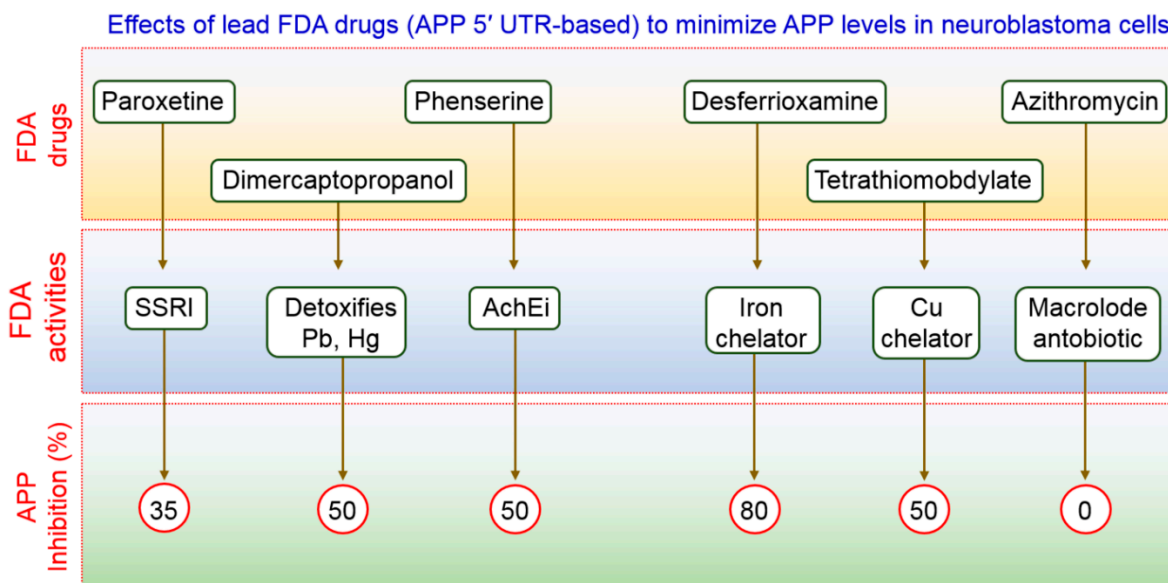 Effects of lead FDA drugs (APP 5′ UTR-based) to minimize APP levels in neuroblastoma cells
FDA
drugs
Paroxetine
Phenserine
Desferrioxamine
Azithromycin
Dimercaptopropanol
Tetrathiomobdylate
FDA
activities
SSRI
Detoxifies
Pb, Hg
AchEi
Iron
chelator
Cu
chelator
Macrolode
antobiotic
APP
Inhibition (%)
35
50
50
80
50
0